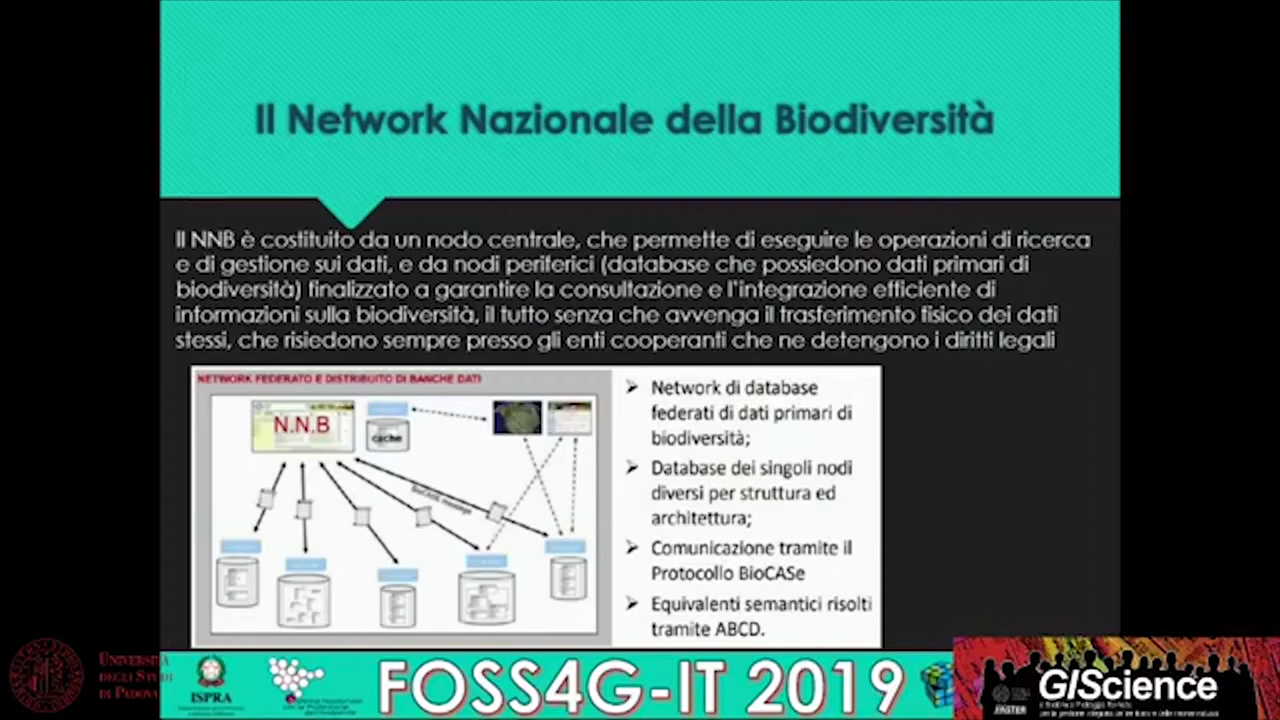 Il Network Nazionale della Biodiversità
Il NNB è costituito da un nodo centrale, che permette di eseguire le operazioni di ricerca
e di gestione sui dati, e da nodi periferici (database che possiedono dati primari di
biodiversità) finalizzato a garantire la consultazione e l'integrazione efficiente di
informazioni sulla biodiversità, il tutto senza che avvenga il trasferimento fisico dei dati
stessi, che risiedono sempre presso gli enti cooperanti che ne detengono i diritti legali
NETWORK FEDERATO E DISTRIBUITO DI BANCHE DATI
N.N.B
cache
➤ Network di database
federati di dati primari di
biodiversità;
➤ Database dei singoli nodi
diversi per struttura ed
architettura;
➤ Comunicazione tramite il
Protocollo BioCASe
➤ Equivalenti semantici risolti
tramite ABCD.
UNIVERSITÀ
DEGLI STUDI
DI PADOVA
ISPRA
FOSS4G-IT 2019
GIScience